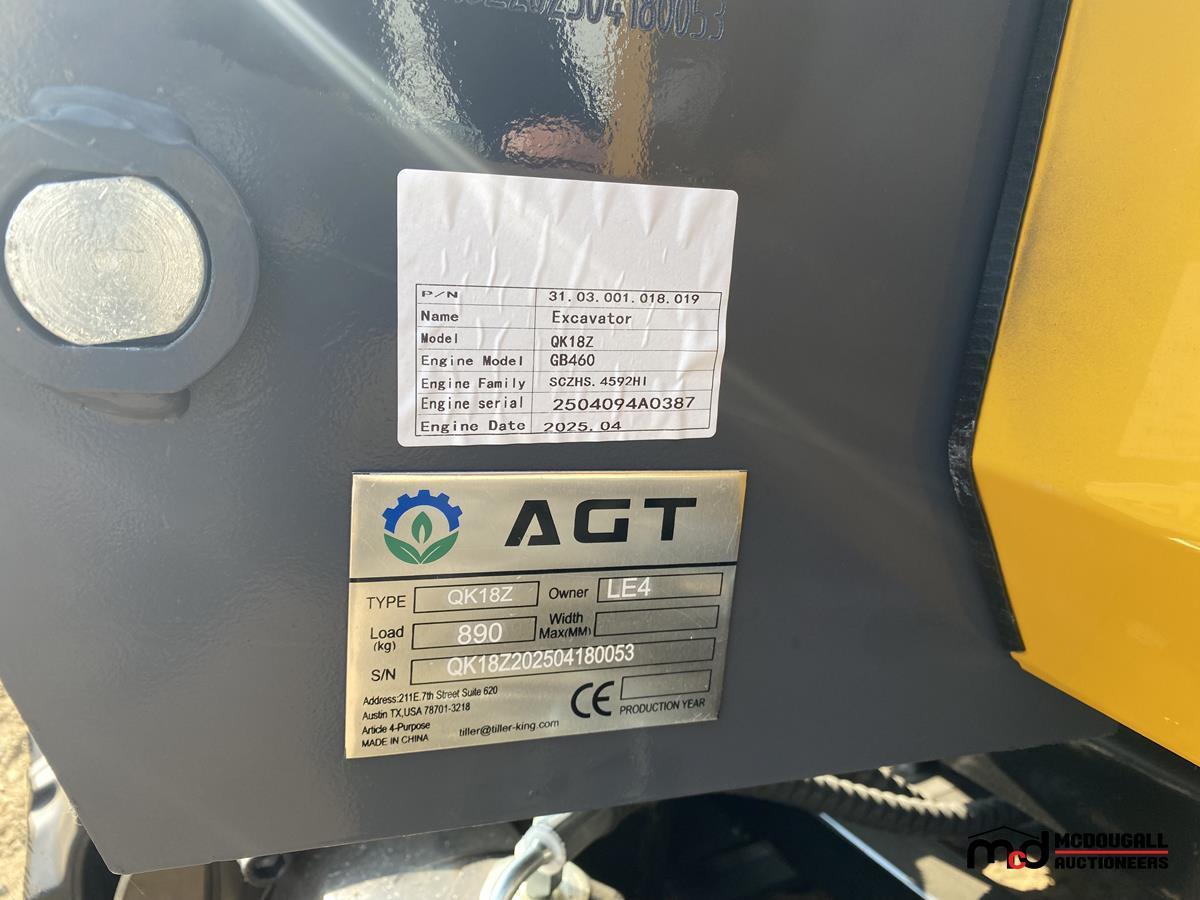 202504180053
P/N 31.03.001.018.019
Name Excavator
Model QK18Z
Engine Model GB460
Engine Family SCZHS.4592HI
Engine serial 2504094A0387
Engine Date 2025.04
AGT
TYPE QK18Z Owner LE4
Load (kg) 890 Width Max(MM)
S/N QK18Z202504180053
Address:211E.7th Street Suite 620
Austin TX,USA 78701-3218
Article 4-Purpose
MADE IN CHINA
tiller@tiller-king.com
CE
PRODUCTION YEAR
mcd MCDOUGALL
AUCTIONEERS